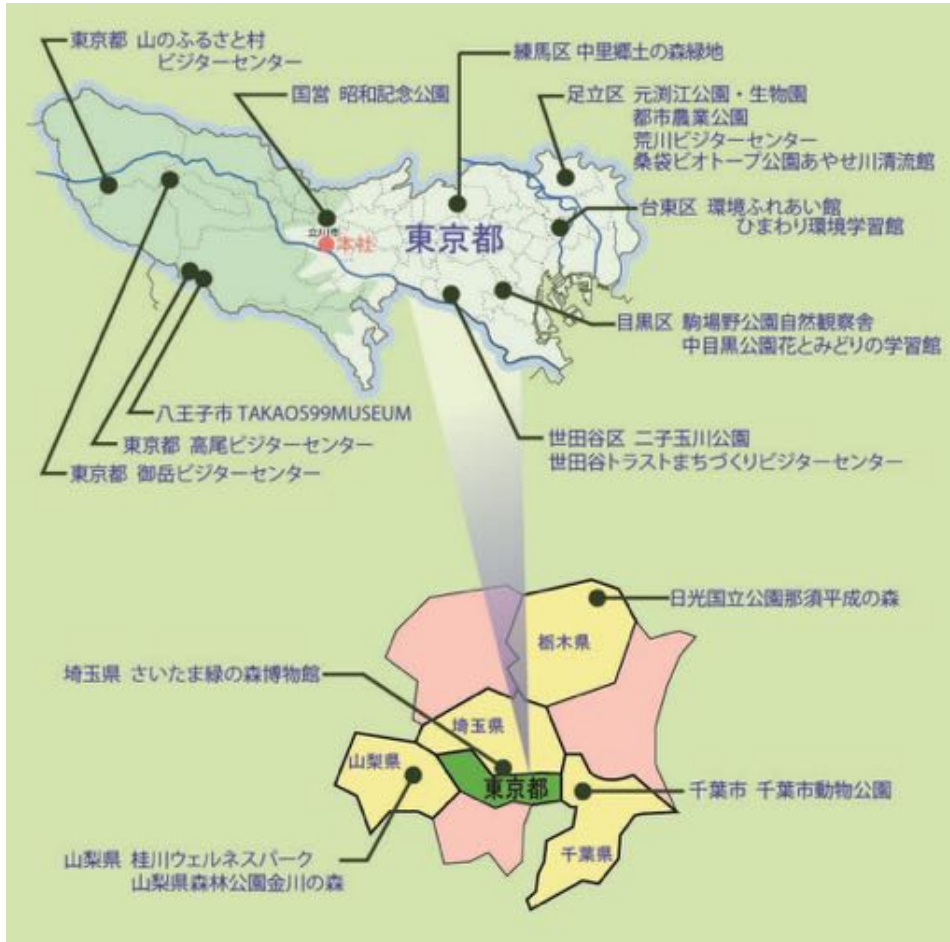 東京都 山のふるさと村
ビジターセンター
国営 昭和記念公園
練馬区 中里郷土の森緑地
足立区 元渕江公園・生物園
都市農業公園
荒川ビジターセンター
桑袋ビオトープ公園あやせ川清流館
台東区 環境ふれあい館
ひまわり環境学習館
立川市
本社
東京都
目黒区 駒場野公園自然観察舎
中目黒公園花とみどりの学習館
八王子市 TAKAO599MUSEUM
東京都 高尾ビジターセンター
東京都 御岳ビジターセンター
世田谷区 二子玉川公園
世田谷トラストまちづくりビジターセンター
日光国立公園那須平成の森
栃木県
埼玉県 さいたま緑の森博物館
埼玉県
山梨県
東京都
千葉市 千葉市動物公園
千葉県
山梨県 桂川ウェルネスパーク
山梨県森林公園金川の森